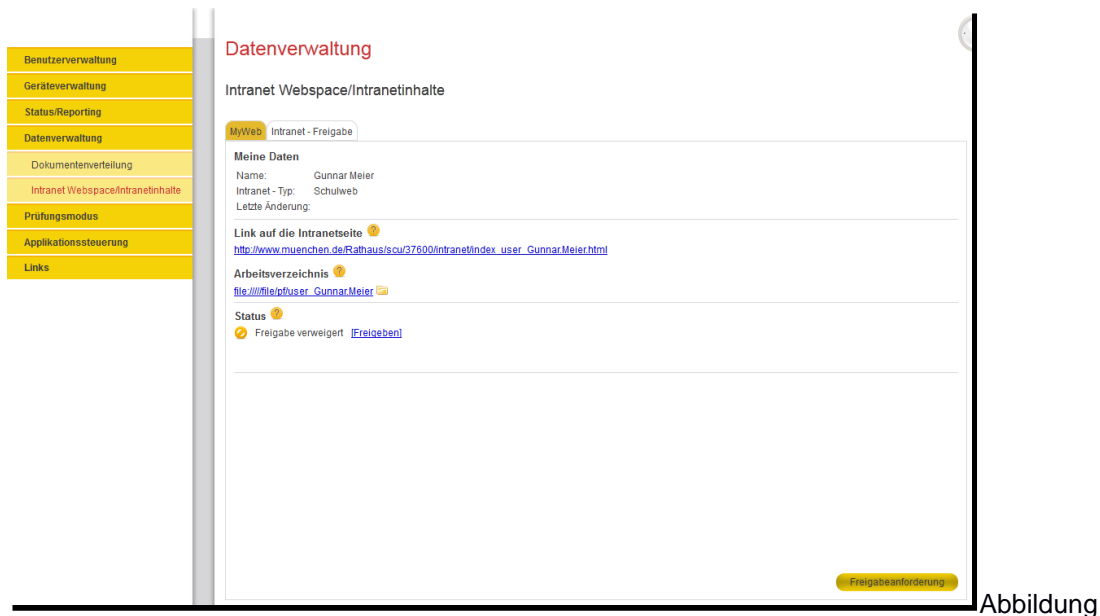 Benutzerverwaltung
Geräteverwaltung
Status/Reporting
Datenverwaltung
Dokumentenverteilung
Intranet Webspace/Intranetinhalte
Prüfungsmodus
Applikationssteuerung
Links
Datenverwaltung
Intranet Webspace/Intranetinhalte
MyWeb Intranet - Freigabe
Meine Daten
Name: Gunnar Meier
Intranet - Typ: Schulweb
Letzte Änderung:
Link auf die Intranetseite ?
http://www.muenchen.de/Rathaus/scu/37600/intranet/index_user_Gunnar.Meier.html
Arbeitsverzeichnis ?
file://///file/pf/user_Gunnar.Meier
Status ?
Freigabe verweigert [Freigeben]
Freigabeanforderung
Abbildung